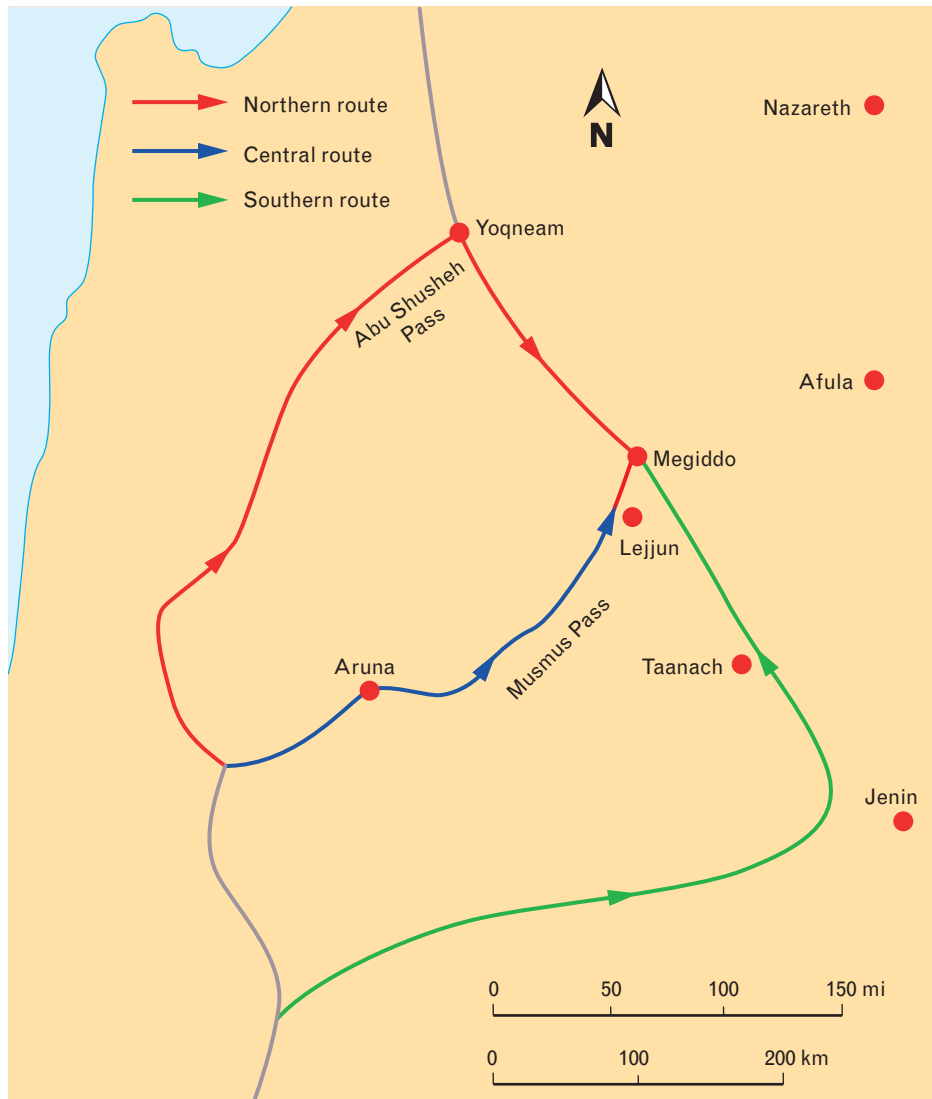 Northern route
Central route
Southern route
N
Nazareth
Yoqneam
Abu Shusheh
Pass
Afula
Megiddo
Lejjun
Musmus Pass
Aruna
Taanach
Jenin
0 50 100 150 mi
0 100 200 km